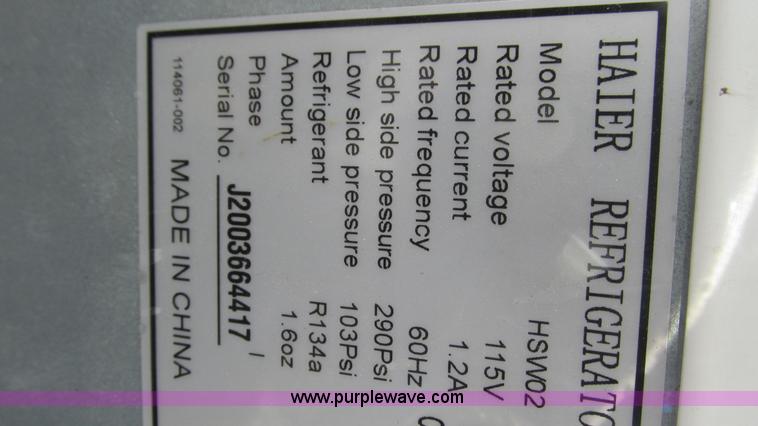 HAIER REFRIGERATO
Model HSW02
Rated voltage 115V
Rated current 1.2A
Rated frequency 60Hz
High side pressure 290Psi
Low side pressure 103Psi
Refrigerant R134a
Amount 1.6oz
Phase I
Serial No. J2003664417
114061-002 MADE IN CHINA
www.purplewave.com